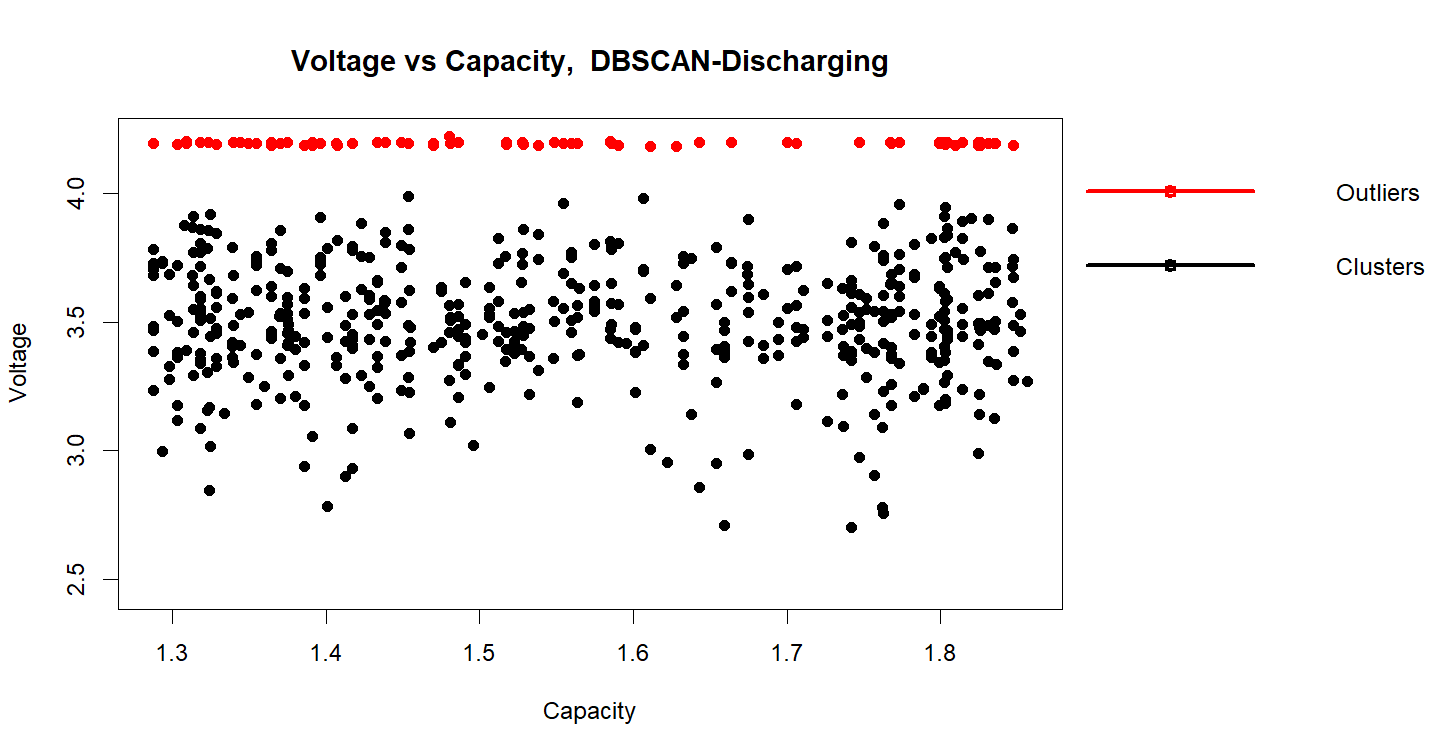 Voltage vs Capacity,  DBSCAN-Discharging
Voltage
4.0
3.5
3.0
2.5
1.3 1.4 1.5 1.6 1.7 1.8
Capacity
Outliers
Clusters